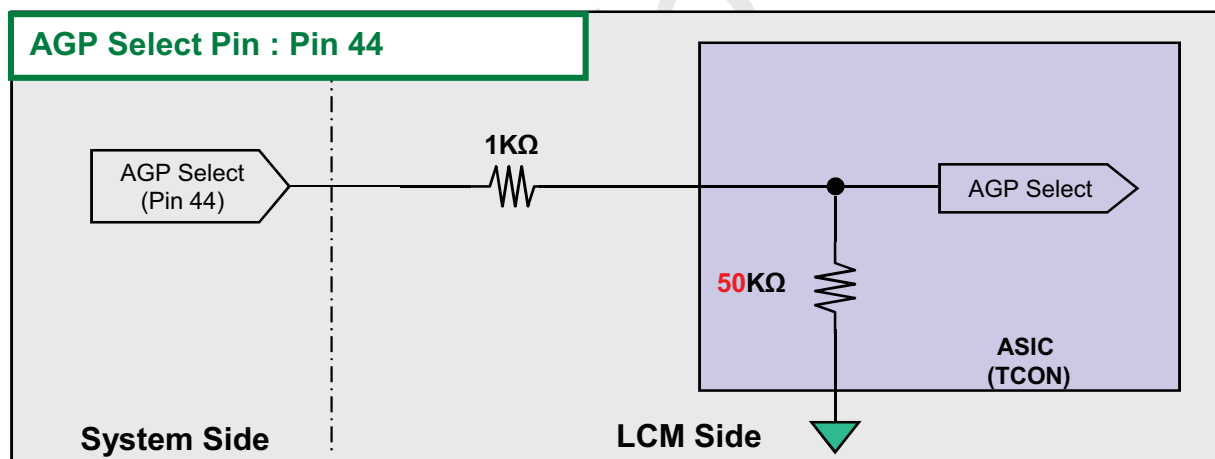 AGP Select Pin : Pin 44
1KΩ
AGP Select
(Pin 44)
AGP Select
50KΩ
ASIC
(TCON)
System Side
LCM Side